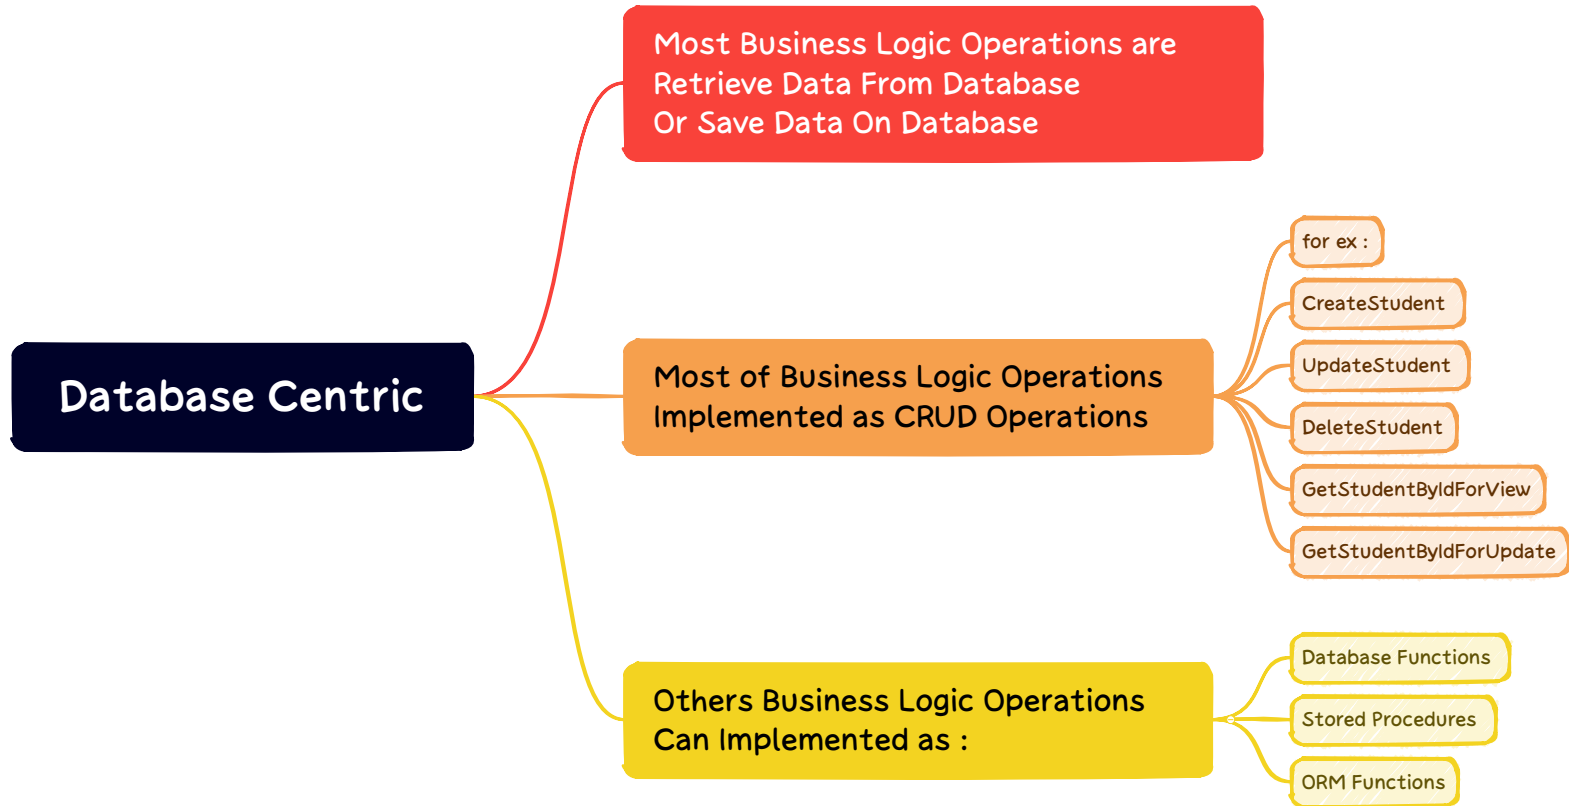 Most Business Logic Operations are
Retrieve Data From Database
Or Save Data On Database
for ex :
CreateStudent
UpdateStudent
Database Centric
Most of Business Logic Operations
Implemented as CRUD Operations
DeleteStudent
GetStudentByIdForView
GetStudentByIdForUpdate
Others Business Logic Operations
Can Implemented as :
Database Functions
Stored Procedures
ORM Functions